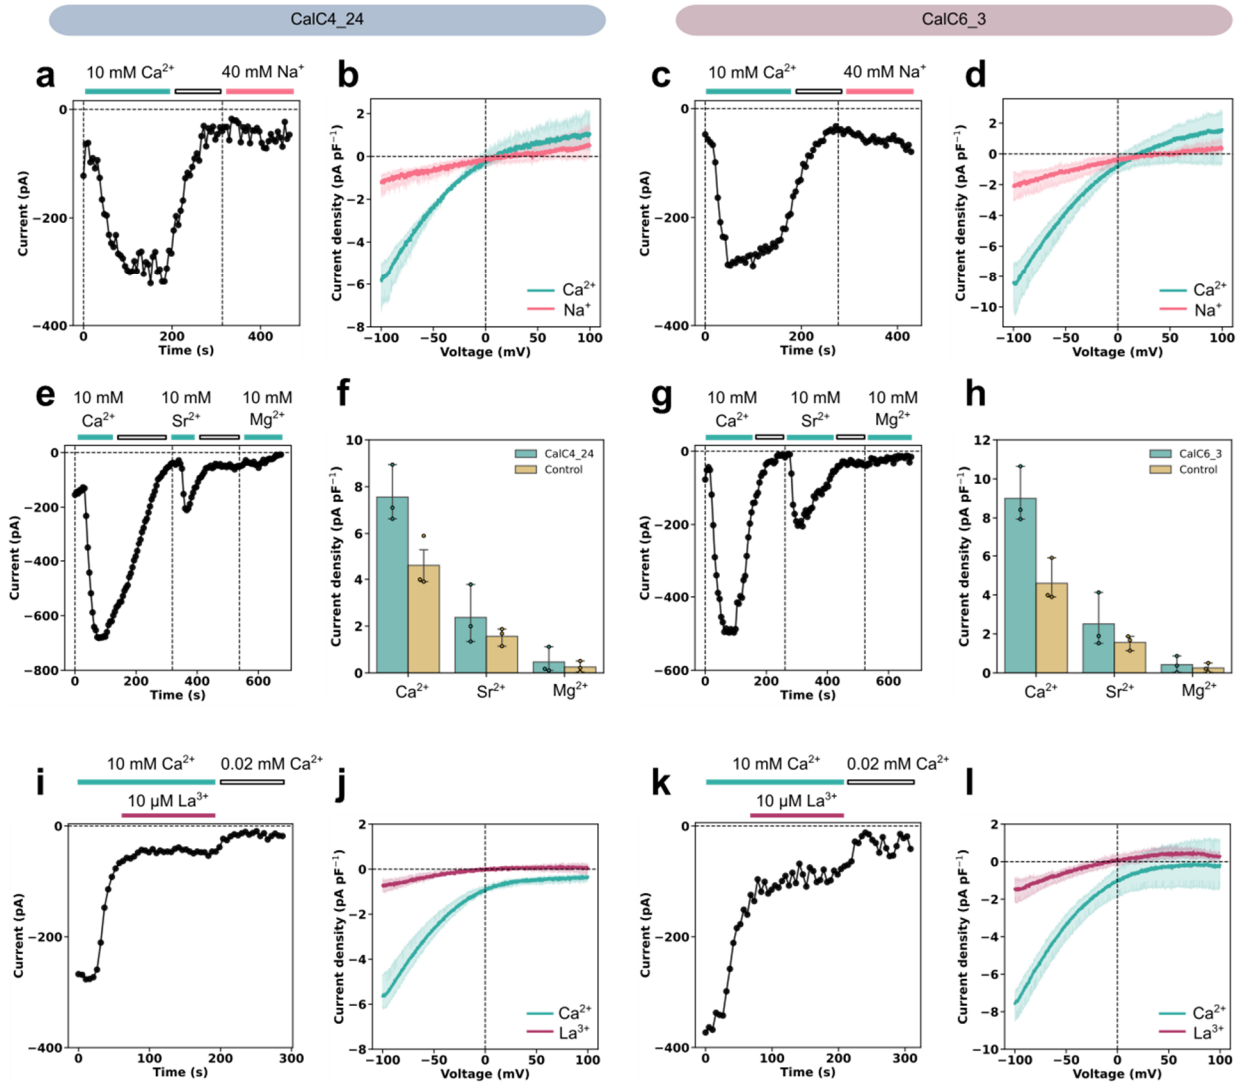 CalC4_24
CalC6_3
a
10 mM Ca²⁺
40 mM Na⁺
0
−200
−400
Current (pA)
0
200
400
Time (s)
b
2
0
−2
−4
−6
−8
Current density (pA pF⁻¹)
Ca²⁺
Na⁺
−100
−50
0
50
100
Voltage (mV)
c
10 mM Ca²⁺
40 mM Na⁺
0
−200
−400
Current (pA)
0
200
400
Time (s)
d
2
0
−2
−4
−6
−8
−10
Current density (pA pF⁻¹)
Ca²⁺
Na⁺
−100
−50
0
50
100
Voltage (mV)
e
10 mM
Ca²⁺
10 mM
Sr²⁺
10 mM
Mg²⁺
0
−200
−400
−600
−800
Current (pA)
0
200
400
600
Time (s)
f
10
8
6
4
2
0
Current density (pA pF⁻¹)
CalC4_24
Control
Ca²⁺
Sr²⁺
Mg²⁺
g
10 mM
Ca²⁺
10 mM
Sr²⁺
10 mM
Mg²⁺
0
−200
−400
−600
Current (pA)
0
200
400
600
Time (s)
h
12
10
8
6
4
2
0
Current density (pA pF⁻¹)
CalC6_3
Control
Ca²⁺
Sr²⁺
Mg²⁺
i
10 mM Ca²⁺
0.02 mM Ca²⁺
10 µM La³⁺
0
−200
−400
Current (pA)
0
100
200
300
Time (s)
j
2
0
−2
−4
−6
−8
Current density (pA pF⁻¹)
Ca²⁺
La³⁺
−100
−50
0
50
100
Voltage (mV)
k
10 mM Ca²⁺
0.02 mM Ca²⁺
10 µM La³⁺
0
−200
−400
Current (pA)
0
100
200
300
Time (s)
l
2
0
−2
−4
−6
−8
−10
Current density (pA pF⁻¹)
Ca²⁺
La³⁺
−100
−50
0
50
100
Voltage (mV)